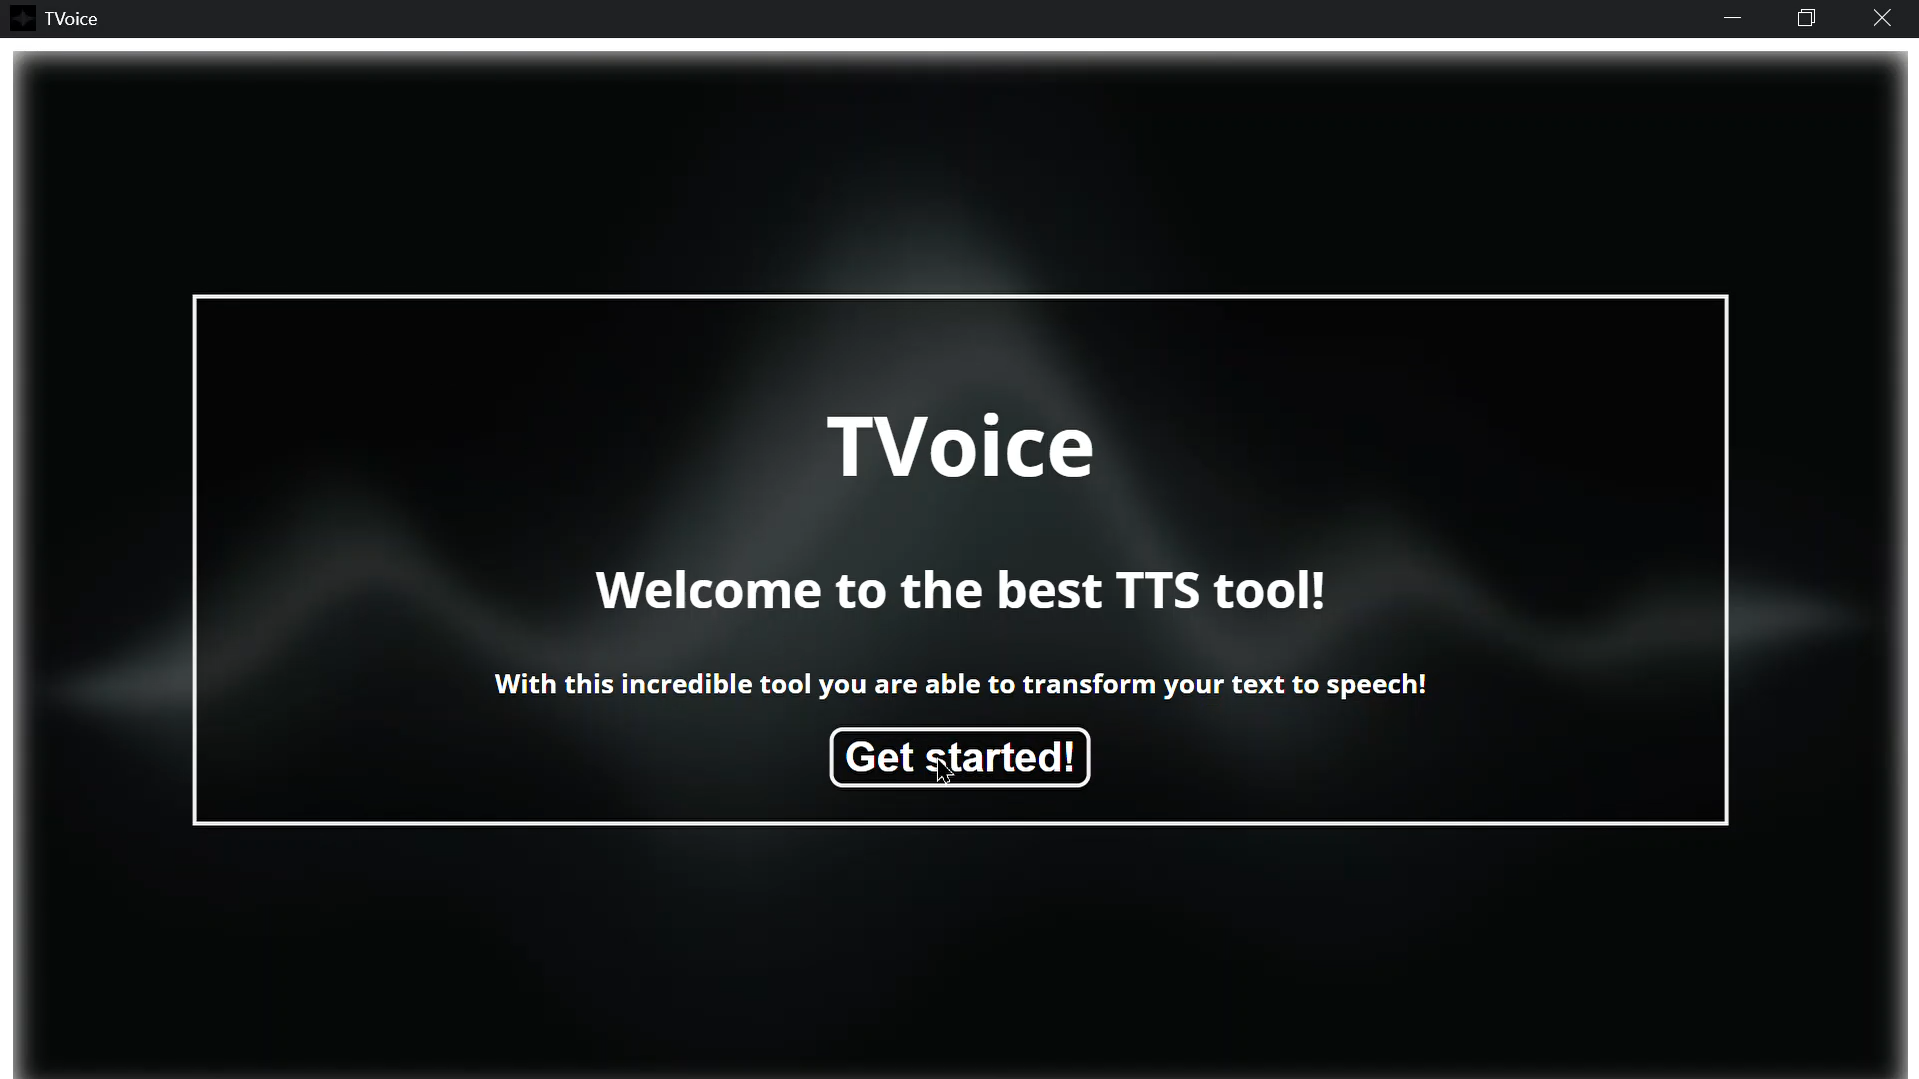 TVoice
TVoice
Welcome to the best TTS tool!
With this incredible tool you are able to transform your text to speech!
Get started!